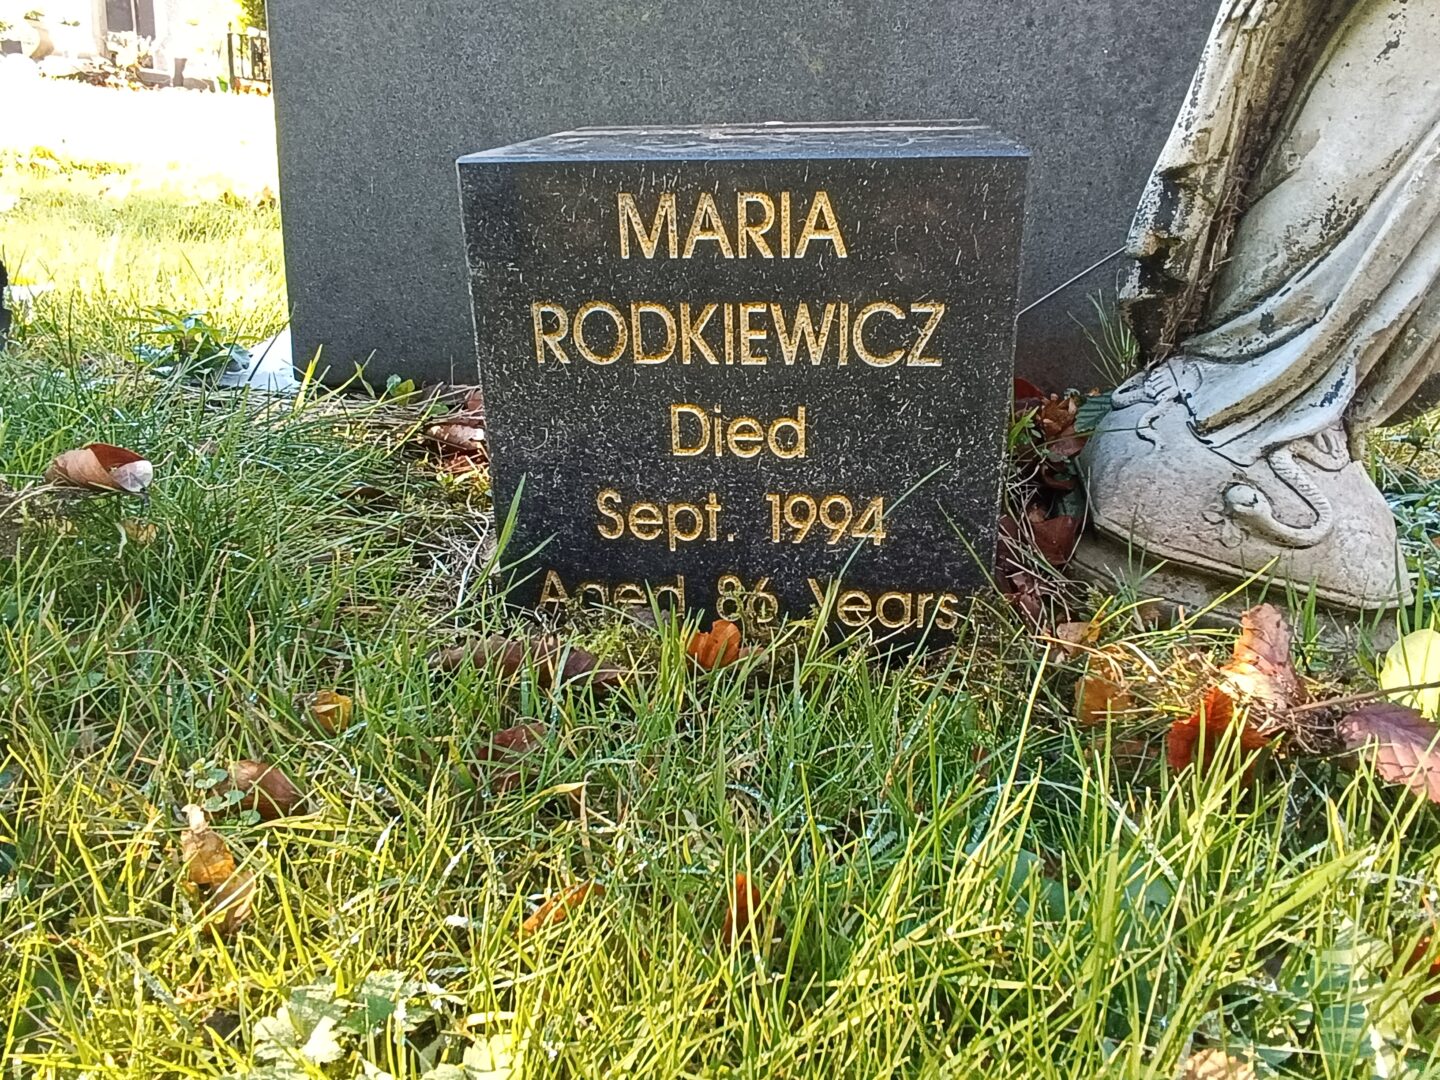 MARIA
RODKIEWICZ
Died
Sept. 1994
Aged 86 Years